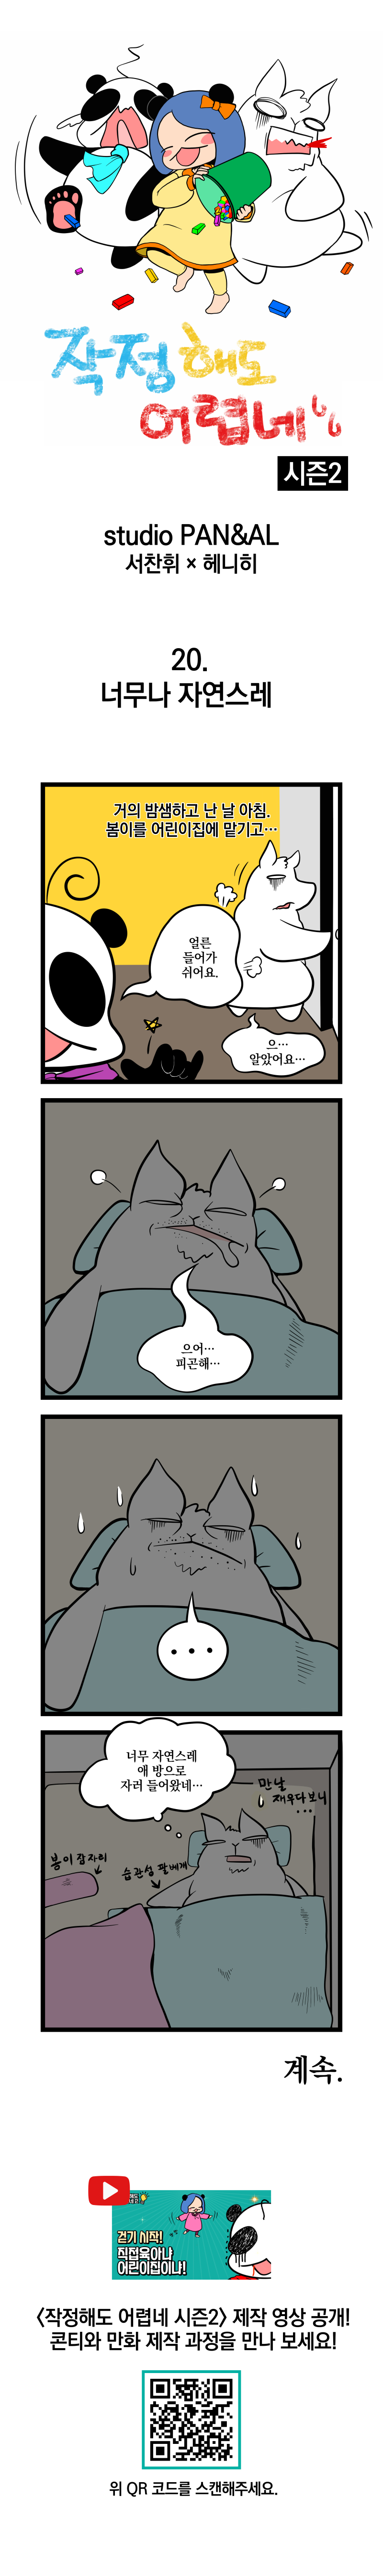 작정해도
어렵네
시즌2
studio PAN&AL
서찬휘 × 헤니히
20.
너무나 자연스레
거의 밤샘하고 난 날 아침.
봄이를 어린이집에 맡기고…
얼른
들어가
쉬어요.
으…
알았어요…
으어…
피곤해…
...
너무 자연스레
애 방으로
자러 들어왔네…
만날
재우다보니
...
봄이 잠자리
습관성 팔베개
계속.
걷기 시작!
직접육아냐
어린이집이냐!
<작정해도 어렵네 시즌2> 제작 영상 공개!
콘티와 만화 제작 과정을 만나 보세요!
위 QR 코드를 스캔해주세요.